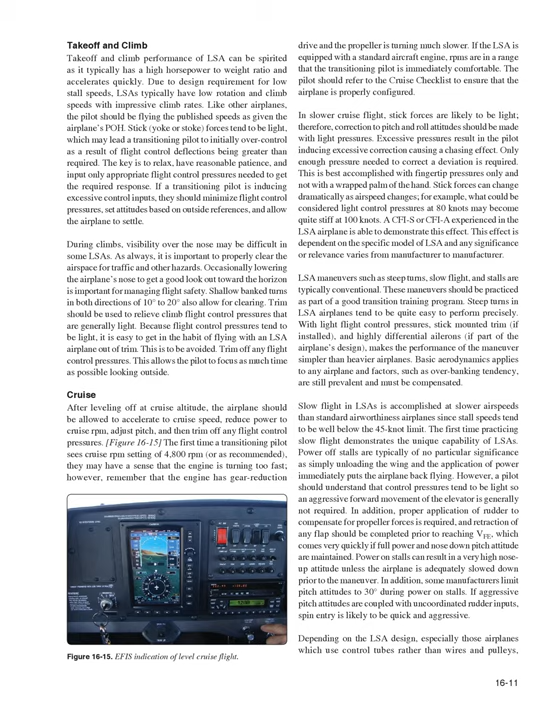 Takeoff and Climb
Takeoff and climb performance of LSA can be spirited
as it typically has a high horsepower to weight ratio and
accelerates quickly. Due to design requirement for low
stall speeds, LSAs typically have low rotation and climb
speeds with impressive climb rates. Like other airplanes,
the pilot should be flying the published speeds as given the
airplane's POH. Stick (yoke or stoke) forces tend to be light,
which may lead a transitioning pilot to initially over-control
as a result of flight control deflections being greater than
required. The key is to relax, have reasonable patience, and
input only appropriate flight control pressures needed to get
the required response. If a transitioning pilot is inducing
excessive control inputs, they should minimize flight control
pressures, set attitudes based on outside references, and allow
the airplane to settle.
During climbs, visibility over the nose may be difficult in
some LSAs. As always, it is important to properly clear the
airspace for traffic and other hazards. Occasionally lowering
the airplane's nose to get a good look out toward the horizon
is important for managing flight safety. Shallow banked turns
in both directions of 10° to 20° also allow for clearing. Trim
should be used to relieve climb flight control pressures that
are generally light. Because flight control pressures tend to
be light, it is easy to get in the habit of flying with an LSA
airplane out of trim. This is to be avoided. Trim off any flight
control pressures. This allows the pilot to focus as much time
as possible looking outside.
Cruise
After leveling off at cruise altitude, the airplane should
be allowed to accelerate to cruise speed, reduce power to
cruise rpm, adjust pitch, and then trim off any flight control
pressures. [Figure 16-15] The first time a transitioning pilot
sees cruise rpm setting of 4,800 rpm (or as recommended),
they may have a sense that the engine is turning too fast;
however, remember that the engine has gear-reduction
Figure 16-15. EFIS indication of level cruise flight.
drive and the propeller is turning much slower. If the LSA is
equipped with a standard aircraft engine, rpms are in a range
that the transitioning pilot is immediately comfortable. The
pilot should refer to the Cruise Checklist to ensure that the
airplane is properly configured.
In slower cruise flight, stick forces are likely to be light;
therefore, correction to pitch and roll attitudes should be made
with light pressures. Excessive pressures result in the pilot
inducing excessive correction causing a chasing effect. Only
enough pressure needed to correct a deviation is required.
This is best accomplished with fingertip pressures only and
not with a wrapped palm of the hand. Stick forces can change
dramatically as airspeed changes; for example, what could be
considered light control pressures at 80 knots may become
quite stiff at 100 knots. A CFI-S or CFI-A experienced in the
LSA airplane is able to demonstrate this effect. This effect is
dependent on the specific model of LSA and any significance
or relevance varies from manufacturer to manufacturer.
LSA maneuvers such as steep turns, slow flight, and stalls are
typically conventional. These maneuvers should be practiced
as part of a good transition training program. Steep turns in
LSA airplanes tend to be quite easy to perform precisely.
With light flight control pressures, stick mounted trim (if
installed), and highly differential ailerons (if part of the
airplane's design), makes the performance of the maneuver
simpler than heavier airplanes. Basic aerodynamics applies
to any airplane and factors, such as over-banking tendency,
are still prevalent and must be compensated.
Slow flight in LSAs is accomplished at slower airspeeds
than standard airworthiness airplanes since stall speeds tend
to be well below the 45-knot limit. The first time practicing
slow flight demonstrates the unique capability of LSAs.
Power off stalls are typically of no particular significance
as simply unloading the wing and the application of power
immediately puts the airplane back flying. However, a pilot
should understand that control pressures tend to be light so
an aggressive forward movement of the elevator is generally
not required. In addition, proper application of rudder to
compensate for propeller forces is required, and retraction of
any flap should be completed prior to reaching VFE, which
comes very quickly if full power and nose down pitch attitude
are maintained. Power on stalls can result in a very high nose-
up attitude unless the airplane is adequately slowed down
prior to the maneuver. In addition, some manufacturers limit
pitch attitudes to 30° during power on stalls. If aggressive
pitch attitudes are coupled with uncoordinated rudder inputs,
spin entry is likely to be quick and aggressive.
Depending on the LSA design, especially those airplanes
which use control tubes rather than wires and pulleys,
16-11